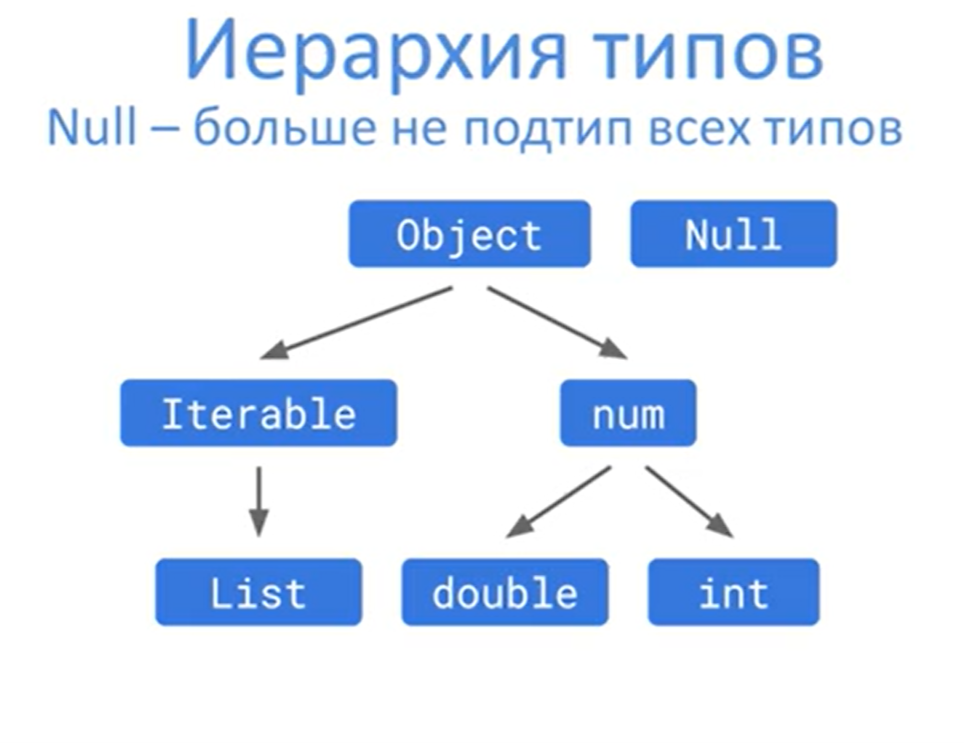 Иерархия типов
Null – больше не подтип всех типов
Object Null
Iterable num
List double int